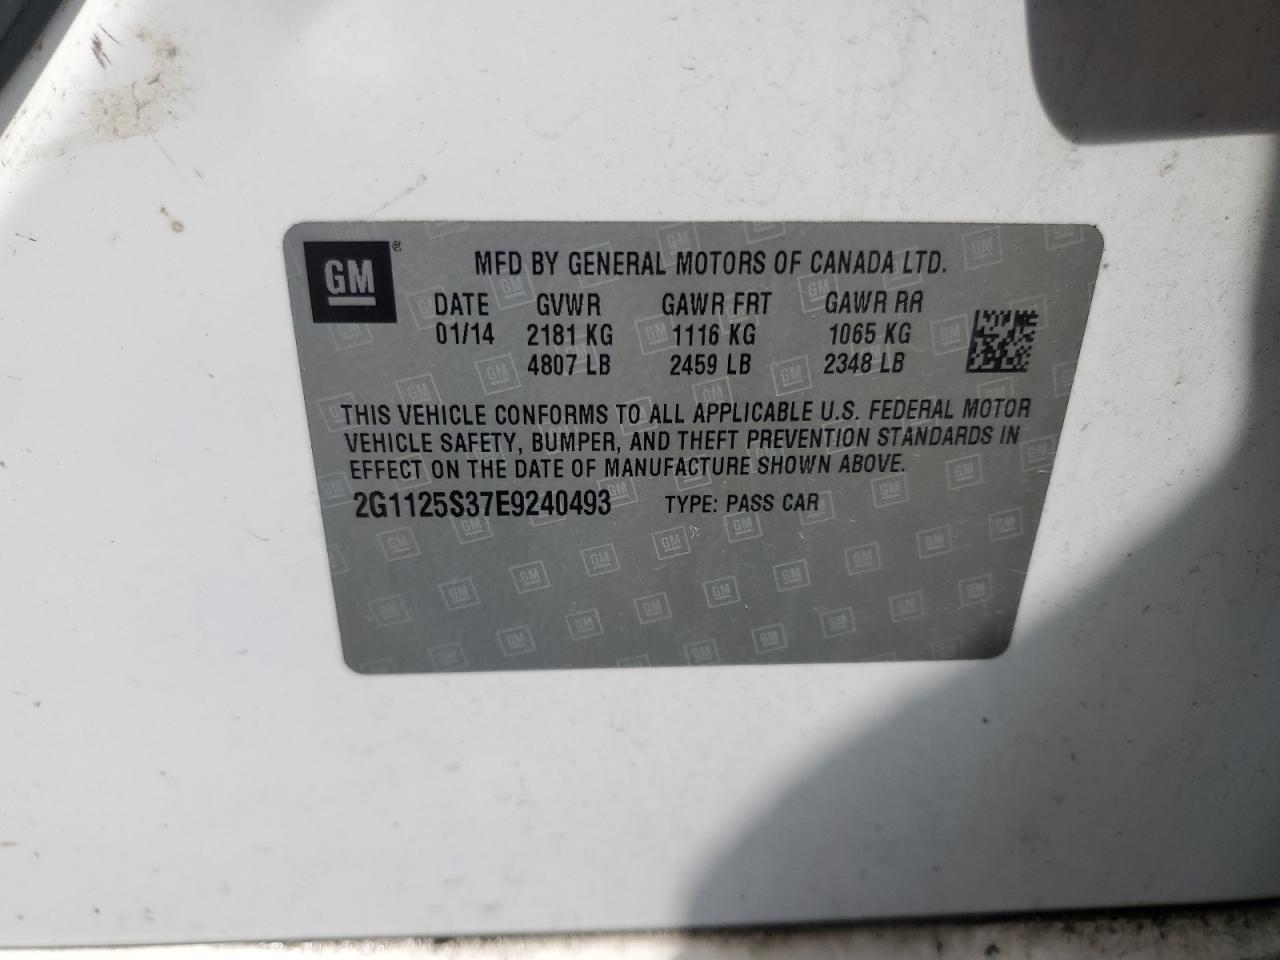 GM ®
MFD BY GENERAL MOTORS OF CANADA LTD.
DATE GVWR GAWR FRT GAWR RR
01/14 2181 KG 1116 KG 1065 KG
4807 LB 2459 LB 2348 LB
THIS VEHICLE CONFORMS TO ALL APPLICABLE U.S. FEDERAL MOTOR
VEHICLE SAFETY, BUMPER, AND THEFT PREVENTION STANDARDS IN
EFFECT ON THE DATE OF MANUFACTURE SHOWN ABOVE.
2G1125S37E9240493 TYPE: PASS CAR